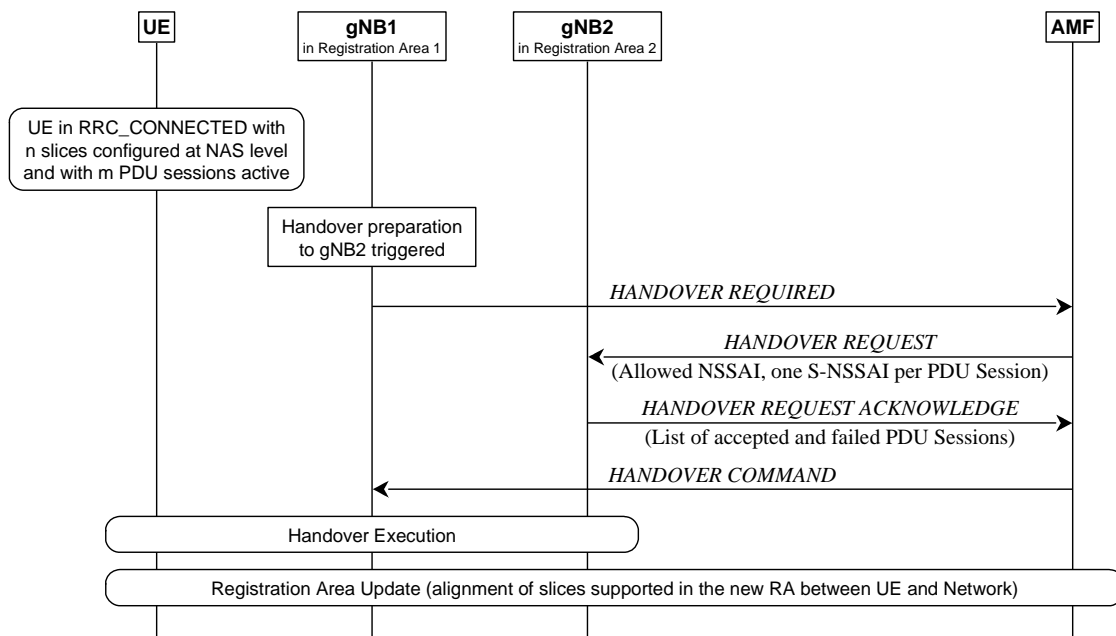 UE
gNB1
in Registration Area 1
gNB2
in Registration Area 2
AMF
UE in RRC_CONNECTED with
n slices configured at NAS level
and with m PDU sessions active
Handover preparation
to gNB2 triggered
HANDOVER REQUIRED
HANDOVER REQUEST
(Allowed NSSAI, one S-NSSAI per PDU Session)
HANDOVER REQUEST ACKNOWLEDGE
(List of accepted and failed PDU Sessions)
HANDOVER COMMAND
Handover Execution
Registration Area Update (alignment of slices supported in the new RA between UE and Network)